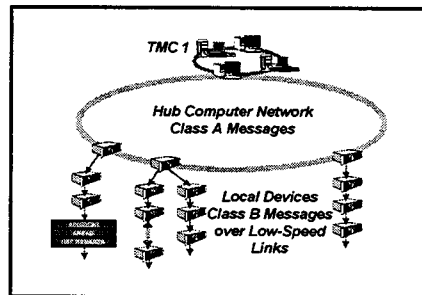 TMC 1
Hub Computer Network
Class A Messages
Local Devices
Class B Messages
over Low-Speed
Links